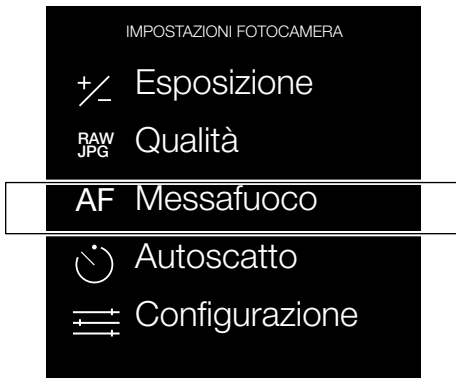 IMPOSTAZIONI FOTOCAMERA
+/- Esposizione
RAW JPG Qualità
AF Messafuoco
Autoscatto
Configurazione